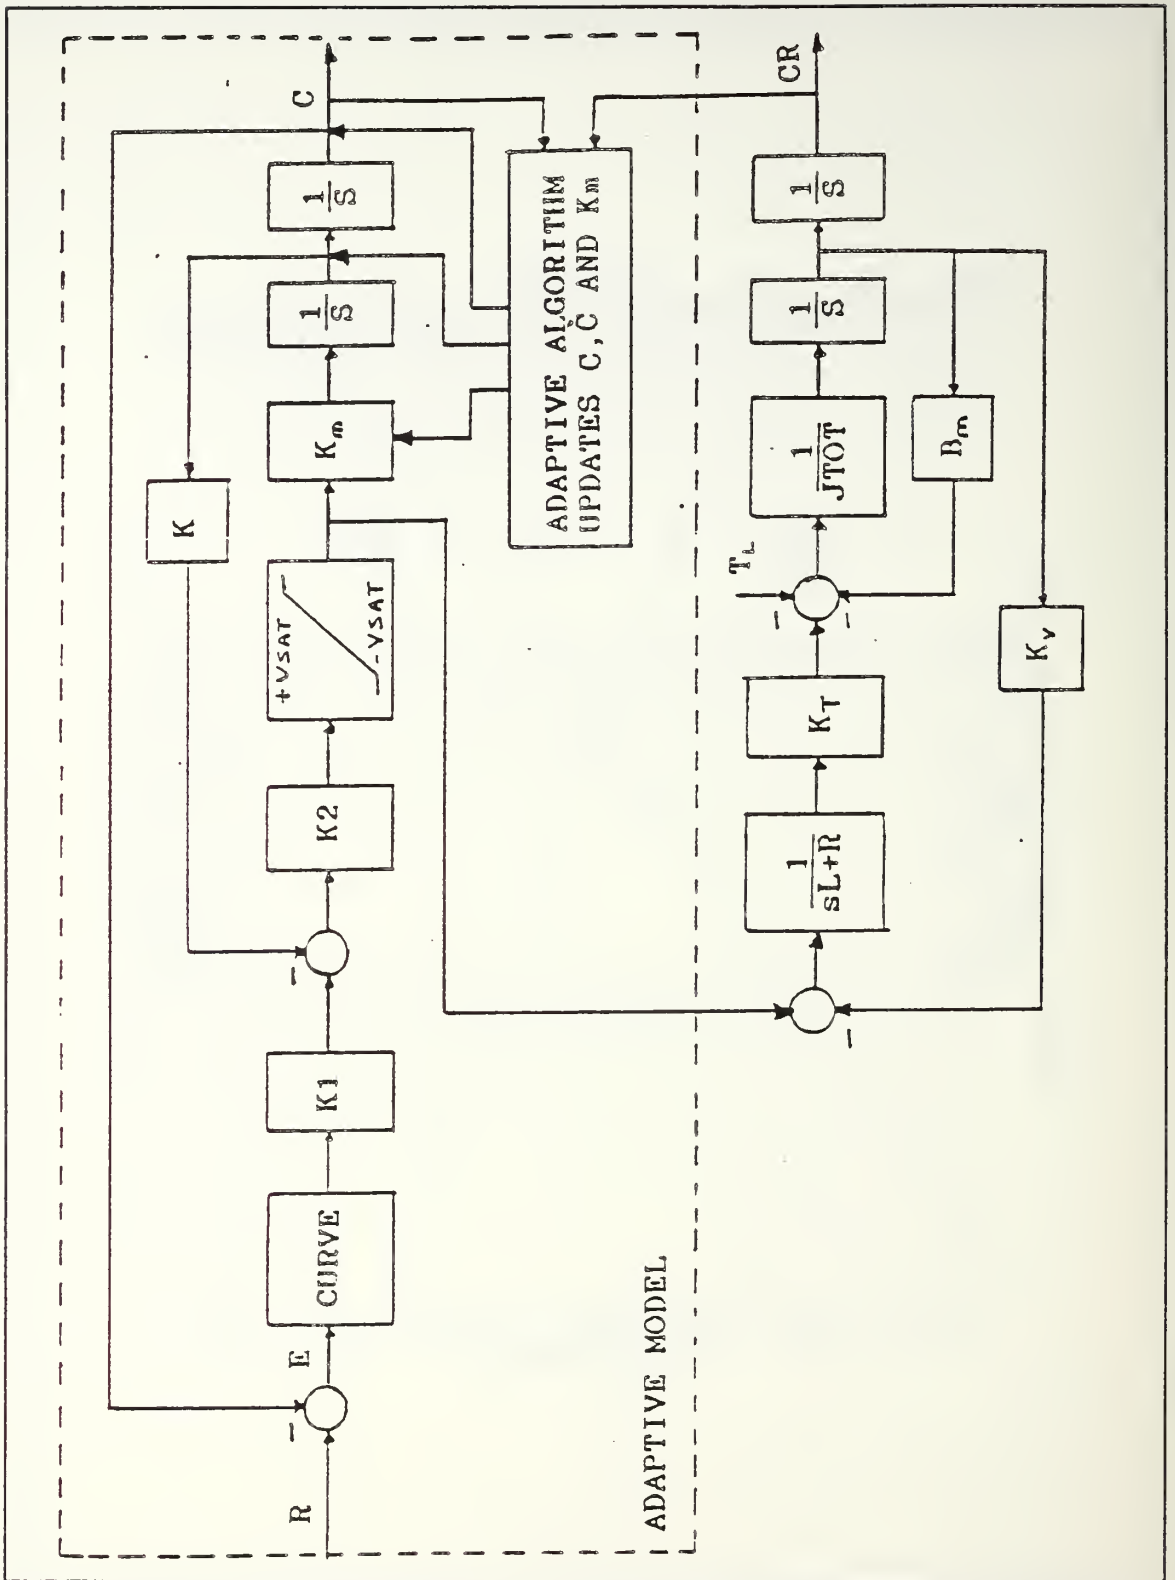 R
E
CURVE
K1
K2
+VSAT
-VSAT
K
Km
1
S
1
S
C
ADAPTIVE ALGORITHM
UPDATES C, Ċ AND Km
ADAPTIVE MODEL
1
sL+R
KT
TL
1
JTOT
1
S
1
S
CR
Bm
Kv